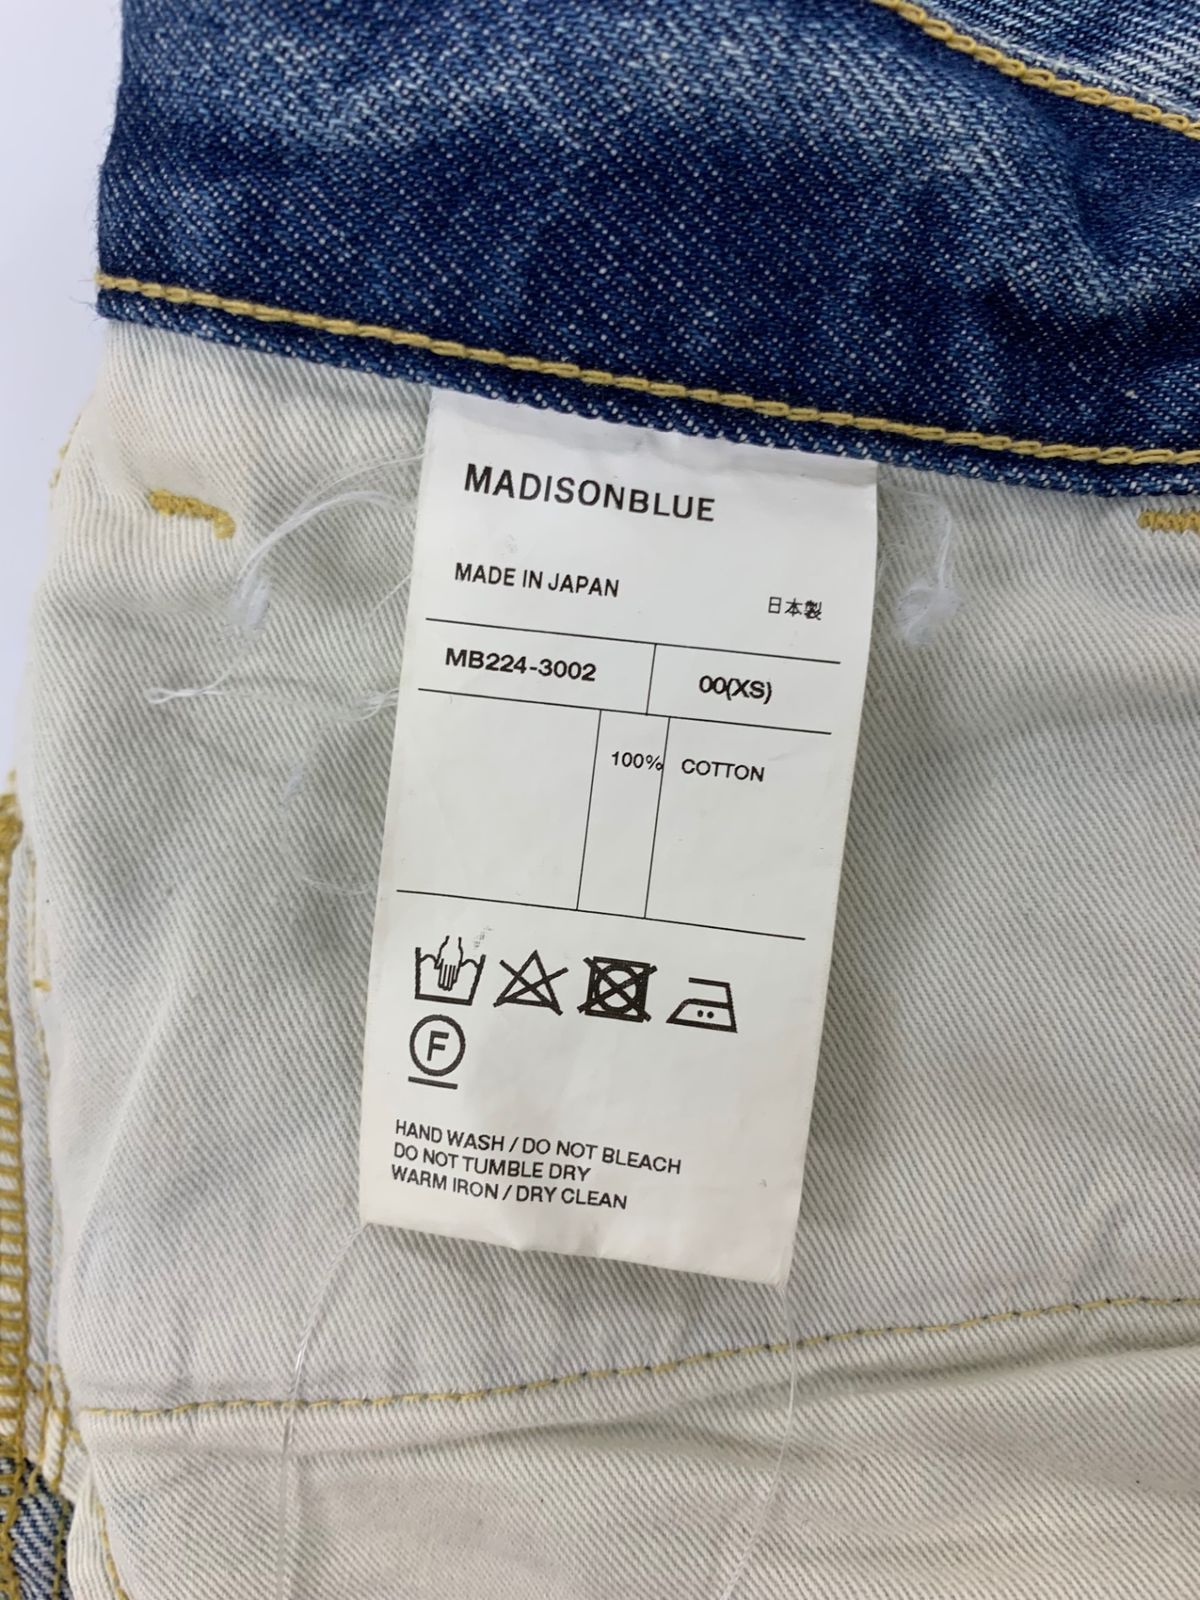 MADISONBLUE
MADE IN JAPAN 日本製
MB224-3002 00(XS)
100% COTTON
F
HAND WASH / DO NOT BLEACH
DO NOT TUMBLE DRY
WARM IRON / DRY CLEAN